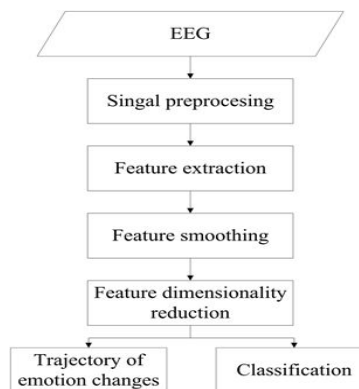 EEG
Singal preprocesing
Feature extraction
Feature smoothing
Feature dimensionality
reduction
Trajectory of
emotion changes
Classification